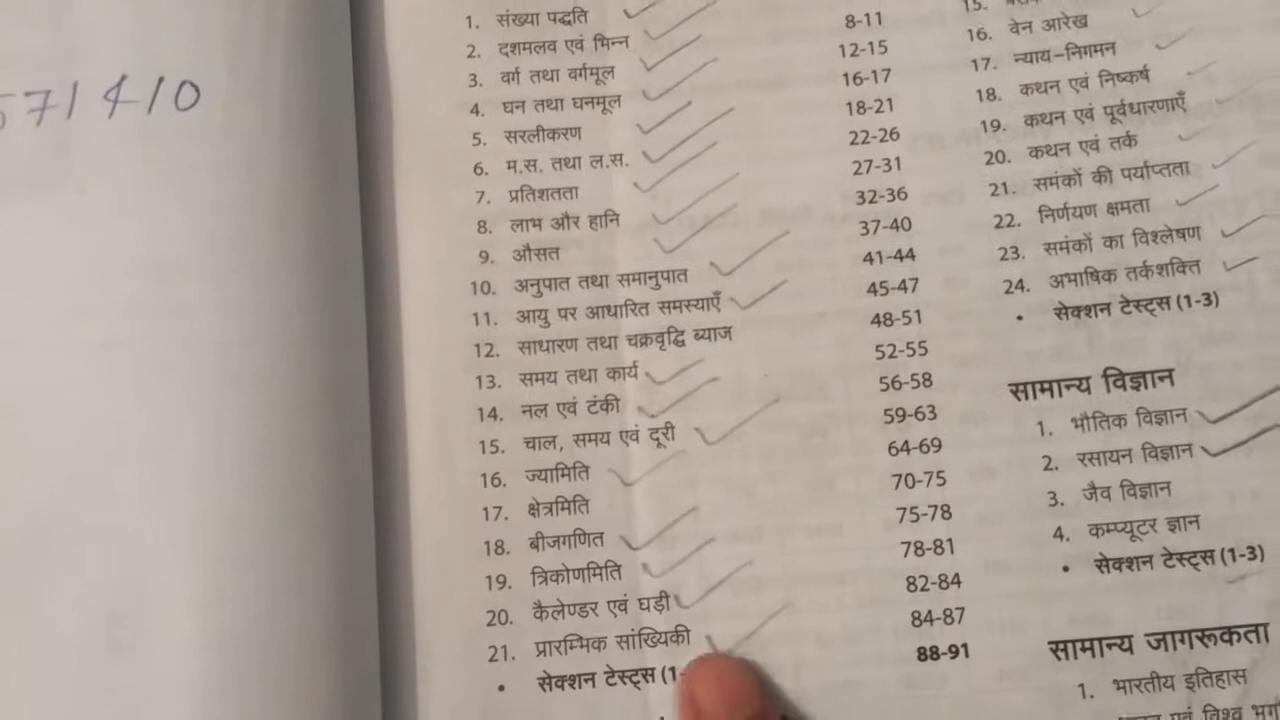 1. संख्या पद्धति
2. दशमलव एवं भिन्न 8-11
3. वर्ग तथा वर्गमूल 12-15
4. घन तथा घनमूल 16-17
5. सरलीकरण 18-21
6. म.स. तथा ल.स. 22-26
7. प्रतिशतता 27-31
8. लाभ और हानि 32-36
9. औसत 37-40
10. अनुपात तथा समानुपात 41-44
11. आयु पर आधारित समस्याएँ 45-47
12. साधारण तथा चक्रवृद्धि ब्याज 48-51
13. समय तथा कार्य 52-55
14. नल एवं टंकी 56-58
15. चाल, समय एवं दूरी 59-63
16. ज्यामिति 64-69
17. क्षेत्रमिति 70-75
18. बीजगणित 75-78
19. त्रिकोणमिति 78-81
20. कैलेण्डर एवं घड़ी 82-84
21. प्रारम्भिक सांख्यिकी 84-87
• सेक्शन टेस्ट्स (1- 88-91
15.
16. वेन आरेख
17. न्याय-निगमन
18. कथन एवं निष्कर्ष
19. कथन एवं पूर्वधारणाएँ
20. कथन एवं तर्क
21. समंकों की पर्याप्तता
22. निर्णयण क्षमता
23. समंकों का विश्लेषण
24. अभाषिक तर्कशक्ति
• सेक्शन टेस्ट्स (1-3)
सामान्य विज्ञान
1. भौतिक विज्ञान
2. रसायन विज्ञान
3. जैव विज्ञान
4. कम्प्यूटर ज्ञान
• सेक्शन टेस्ट्स (1-3)
सामान्य जागरूकता
1. भारतीय इतिहास
एवं विश्व